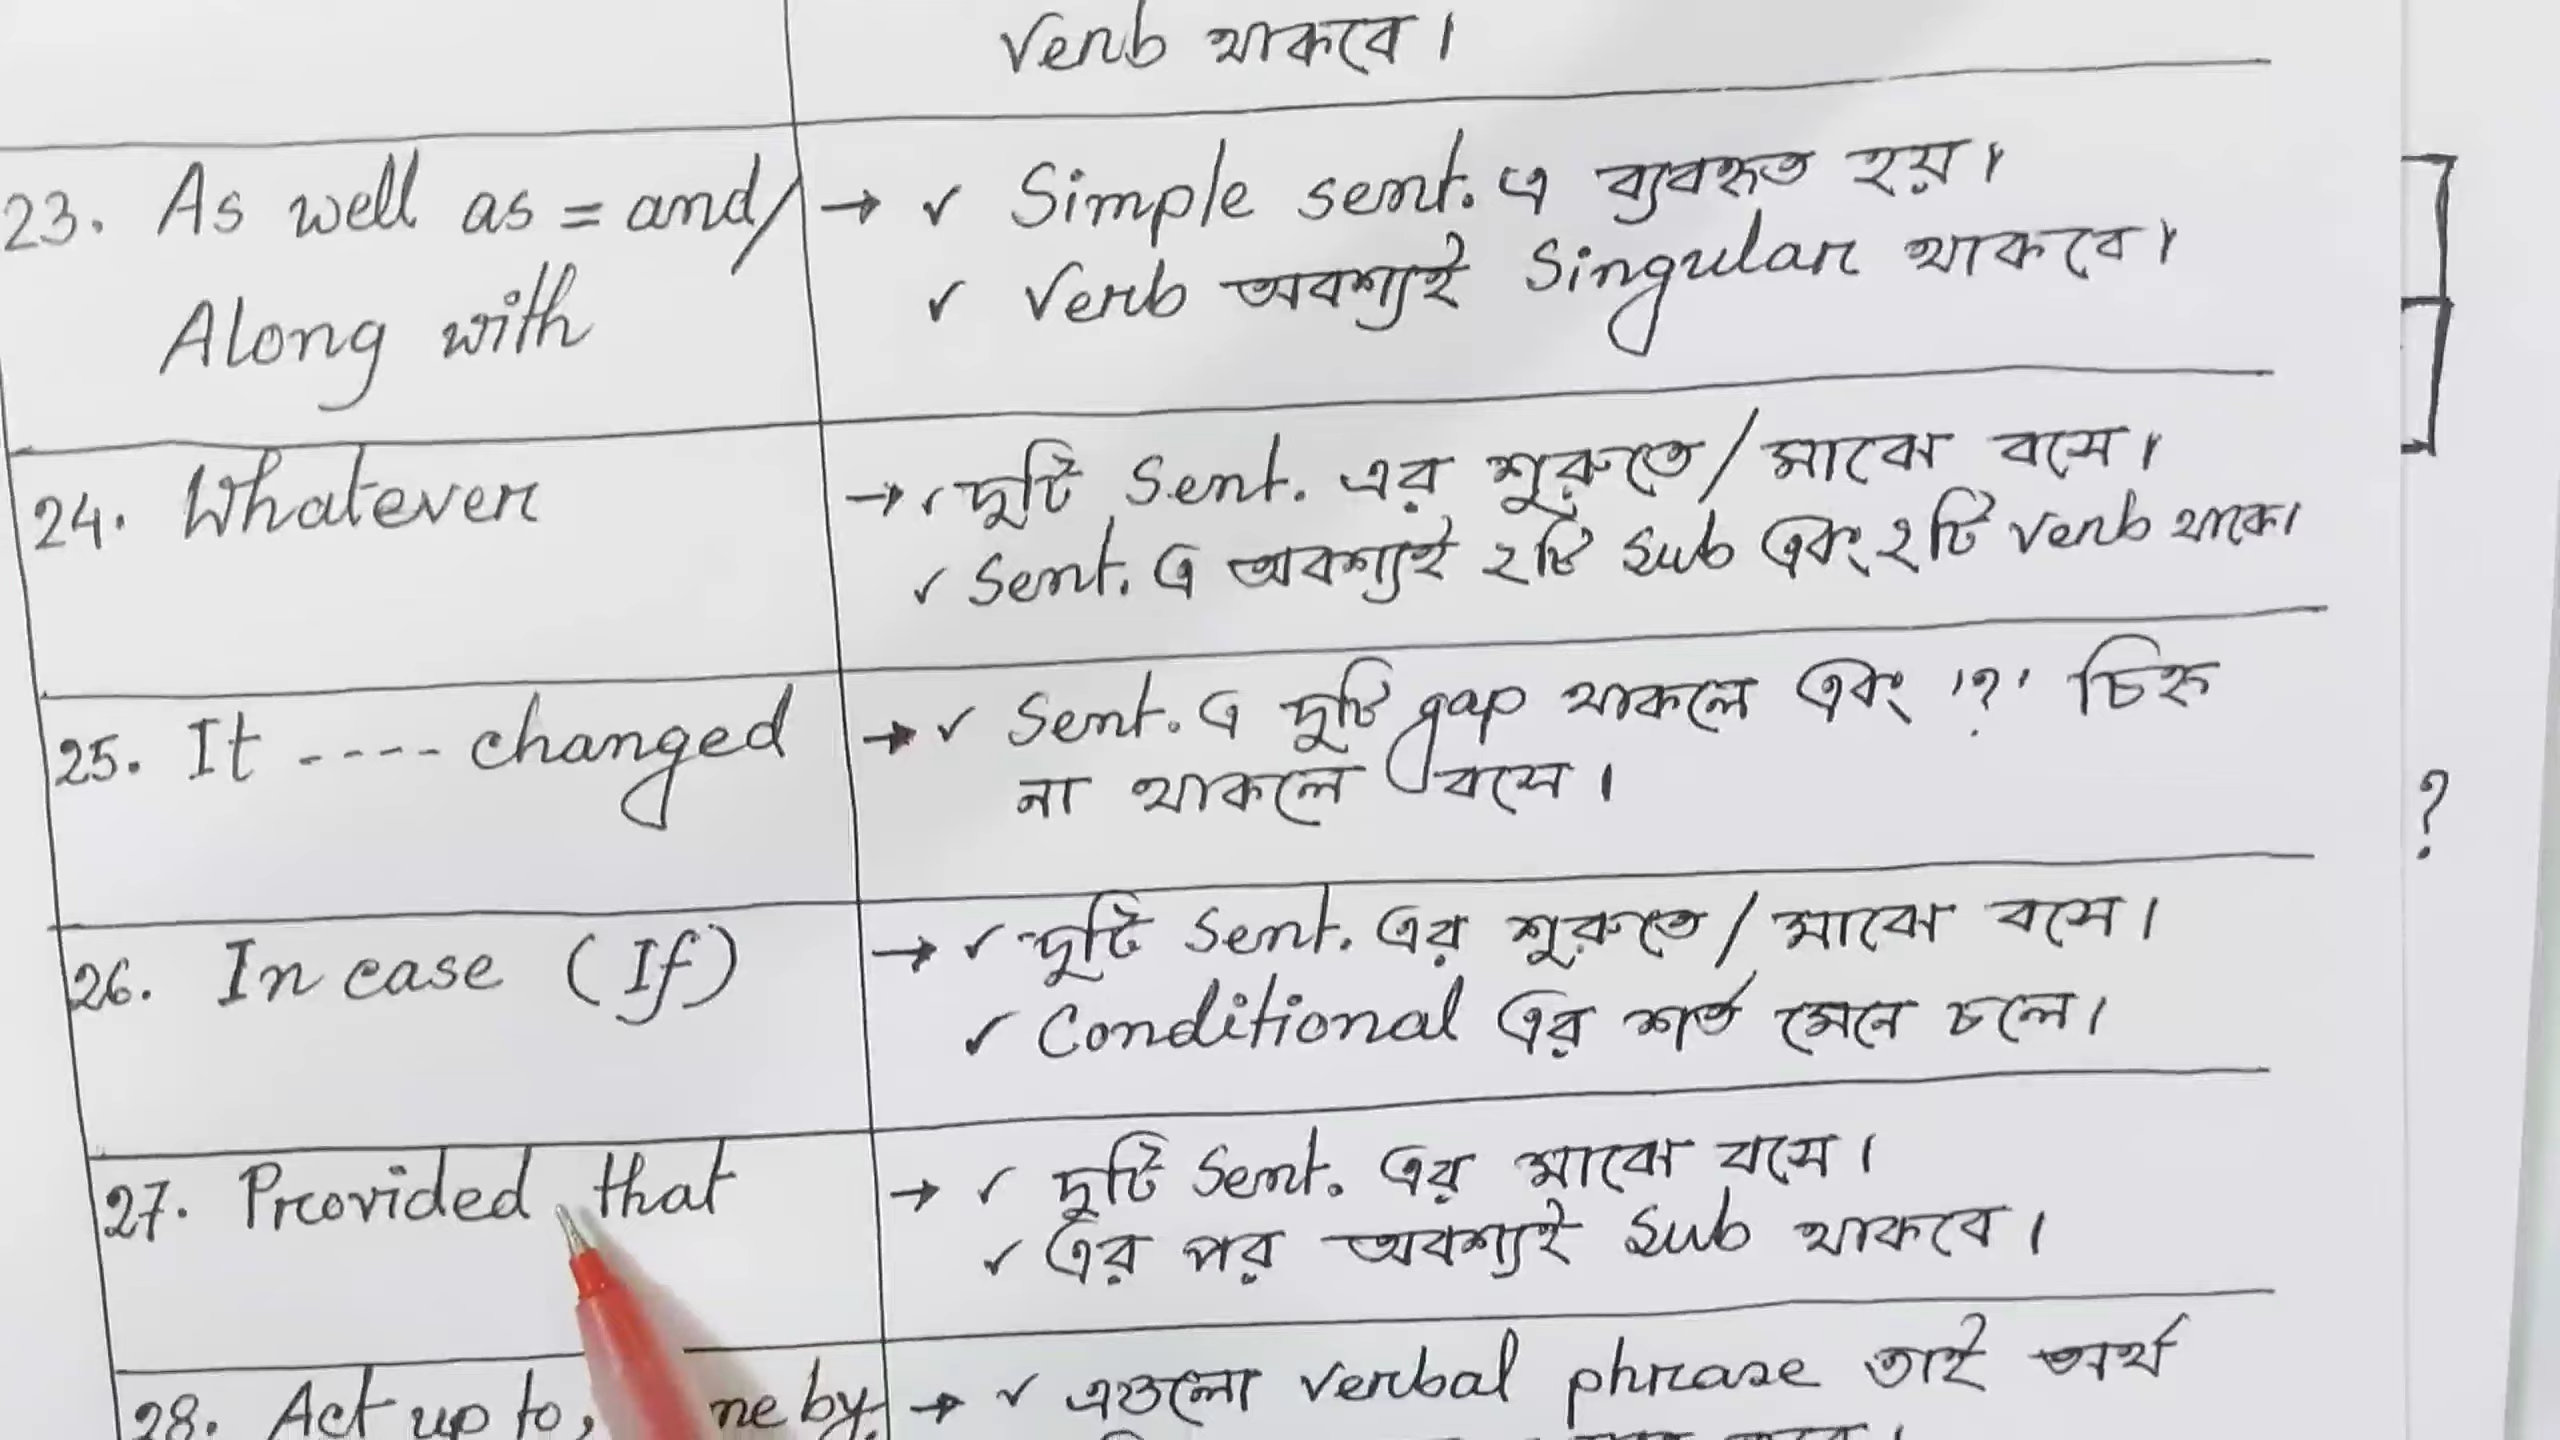 Verb থাকবে।
23. As well as = and/ → ✓ Simple sent. এ ব্যবহৃত হয়।
Along with
✓ Verb অবশ্যই Singular থাকবে।
24. Whatever → ✓ দুটি Sent. এর শুরুতে/মাঝে বসে।
✓ Sent. এ অবশ্যই ২টি Sub এবং ২টি Verb থাকে।
25. It ---- changed → ✓ Sent. এ দুটি gap থাকলে এবং '?' চিহ্ন
না থাকলে বসে।
?
26. In case (If) → ✓ দুটি Sent. এর শুরুতে/মাঝে বসে।
✓ Conditional এর শর্ত মেনে চলে।
27. Provided that → ✓ দুটি Sent. এর মাঝে বসে।
✓ এর পর অবশ্যই Sub থাকবে।
28. Act up to, ne by, → ✓ এগুলো verbal phrase তাই অর্থ